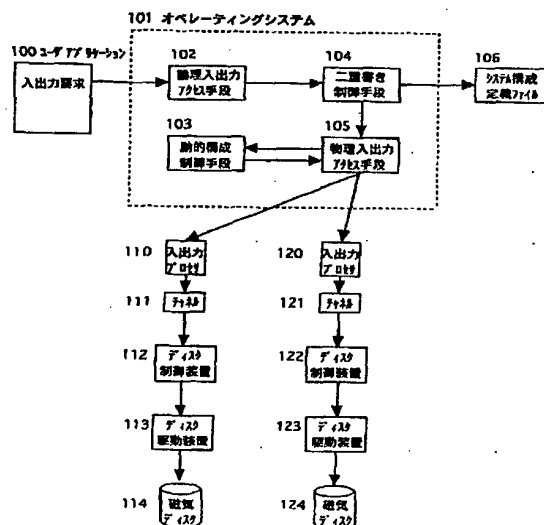 101 オペレーティングシステム
100 ユーザ アプリケーション
入出力要求
102
論理入出力
アクセス手段
104
二重書き
制御手段
106
システム構成
定義ファイル
103
動的構成
制御手段
105
物理入出力
アクセス手段
110
入出力
プロセサ
120
入出力
プロセサ
111
チャネル
121
チャネル
112
ディスク
制御装置
122
ディスク
制御装置
113
ディスク
駆動装置
123
ディスク
駆動装置
114
磁気
ディスク
124
磁気
ディスク